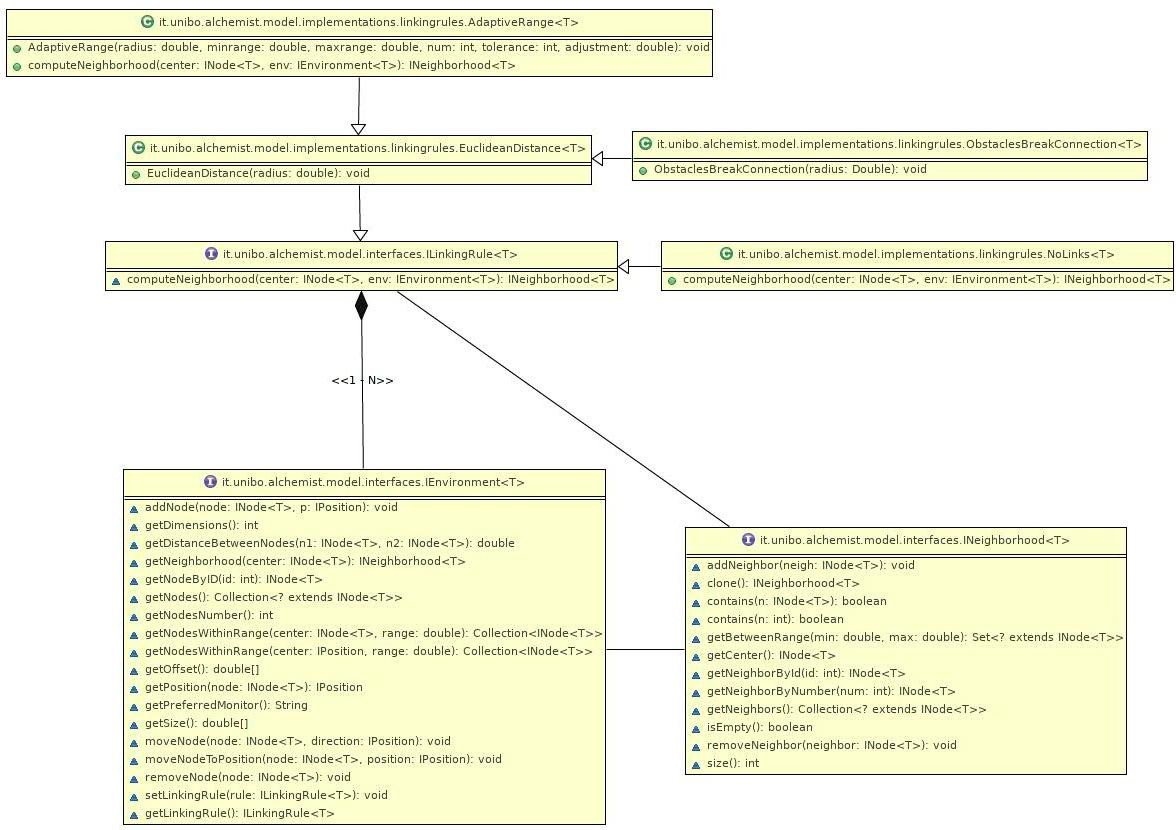 it.unibo.alchemist.model.implementations.linkingrules.AdaptiveRange<T>
AdaptiveRange(radius: double, minrange: double, maxrange: double, num: int, tolerance: int, adjustment: double): void
computeNeighborhood(center: INode<T>, env: IEnvironment<T>): INeighborhood<T>
it.unibo.alchemist.model.implementations.linkingrules.EuclideanDistance<T>
EuclideanDistance(radius: double): void
it.unibo.alchemist.model.implementations.linkingrules.ObstaclesBreakConnection<T>
ObstaclesBreakConnection(radius: Double): void
it.unibo.alchemist.model.interfaces.ILinkingRule<T>
computeNeighborhood(center: INode<T>, env: IEnvironment<T>): INeighborhood<T>
it.unibo.alchemist.model.implementations.linkingrules.NoLinks<T>
computeNeighborhood(center: INode<T>, env: IEnvironment<T>): INeighborhood<T>
<<1 - N>>
it.unibo.alchemist.model.interfaces.IEnvironment<T>
addNode(node: INode<T>, p: IPosition): void
getDimensions(): int
getDistanceBetweenNodes(n1: INode<T>, n2: INode<T>): double
getNeighborhood(center: INode<T>): INeighborhood<T>
getNodeByID(id: int): INode<T>
getNodes(): Collection<? extends INode<T>>
getNodesNumber(): int
getNodesWithinRange(center: INode<T>, range: double): Collection<INode<T>>
getNodesWithinRange(center: IPosition, range: double): Collection<INode<T>>
getOffset(): double[]
getPosition(node: INode<T>): IPosition
getPreferredMonitor(): String
getSize(): double[]
moveNode(node: INode<T>, direction: IPosition): void
moveNodeToPosition(node: INode<T>, position: IPosition): void
removeNode(node: INode<T>): void
setLinkingRule(rule: ILinkingRule<T>): void
getLinkingRule(): ILinkingRule<T>
it.unibo.alchemist.model.interfaces.INeighborhood<T>
addNeighbor(neigh: INode<T>): void
clone(): INeighborhood<T>
contains(n: INode<T>): boolean
contains(n: int): boolean
getBetweenRange(min: double, max: double): Set<? extends INode<T>>
getCenter(): INode<T>
getNeighborById(id: int): INode<T>
getNeighborByNumber(num: int): INode<T>
getNeighbors(): Collection<? extends INode<T>>
isEmpty(): boolean
removeNeighbor(neighbor: INode<T>): void
size(): int